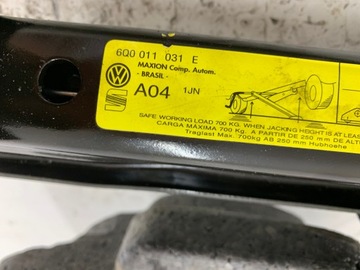 6Q0 011 031 E
MAXION Comp. Autom.
- BRASIL -
A04 1JN
SAFE WORKING LOAD 700 KG. WHEN JACKING HEIGHT IS AT LEAS
CARGA MAXIMA 700 Kg. A PARTIR DE 250 mm DE AL
Traglast Max. 700kg AB 250 mm Hubhoehe